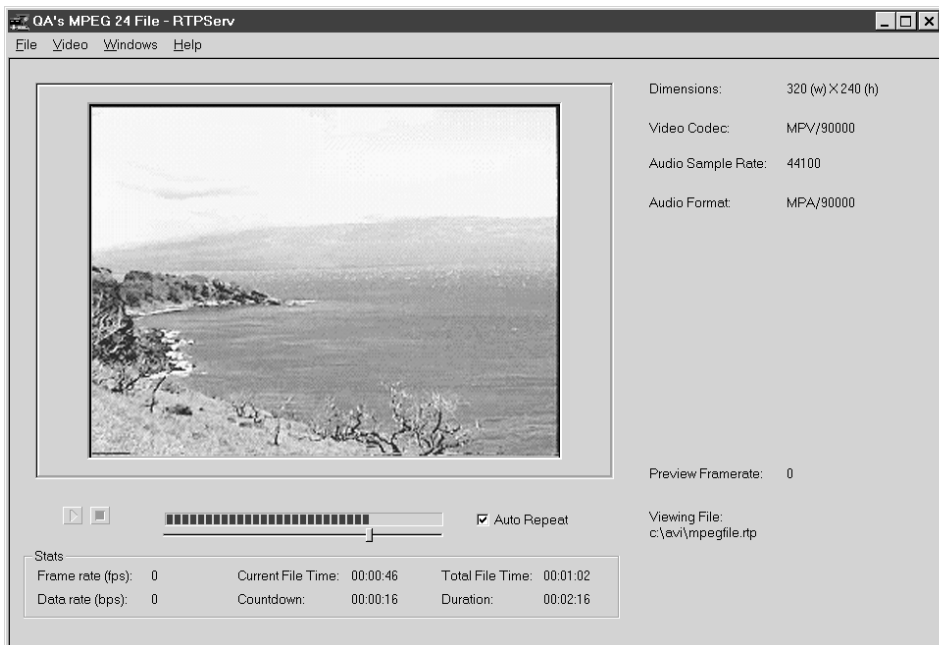 QA's MPEG 24 File - RTPServ
File Video Windows Help
Dimensions: 320 (w)X240 (h)
Video Codec: MPV/90000
Audio Sample Rate: 44100
Audio Format: MPA/90000
Preview Framerate: 0
Auto Repeat
Viewing File:
c:\avi\mpegfile.rtp
Stats
Frame rate (fps): 0 Current File Time: 00:00:46 Total File Time: 00:01:02
Data rate (bps): 0 Countdown: 00:00:16 Duration: 00:02:16